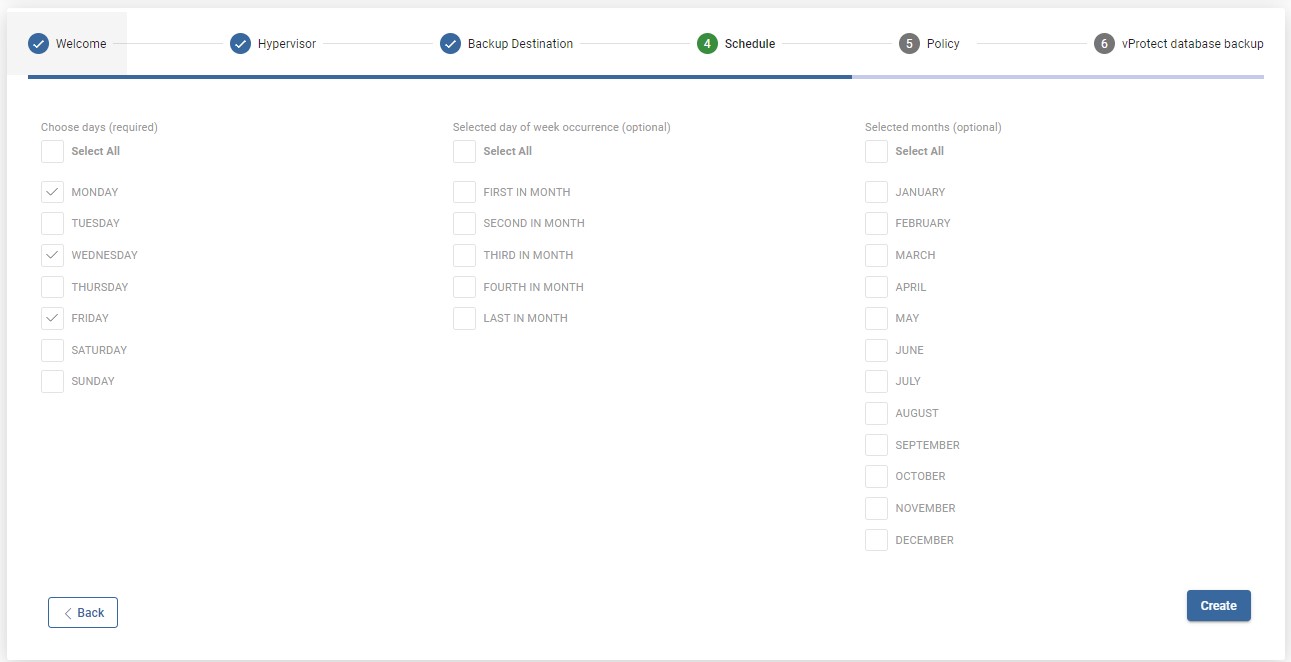 Welcome
Hypervisor
Backup Destination
4 Schedule
5 Policy
6 vProtect database backup
Choose days (required)
Select All
MONDAY
TUESDAY
WEDNESDAY
THURSDAY
FRIDAY
SATURDAY
SUNDAY
Selected day of week occurrence (optional)
Select All
FIRST IN MONTH
SECOND IN MONTH
THIRD IN MONTH
FOURTH IN MONTH
LAST IN MONTH
Selected months (optional)
Select All
JANUARY
FEBRUARY
MARCH
APRIL
MAY
JUNE
JULY
AUGUST
SEPTEMBER
OCTOBER
NOVEMBER
DECEMBER
Back
Create